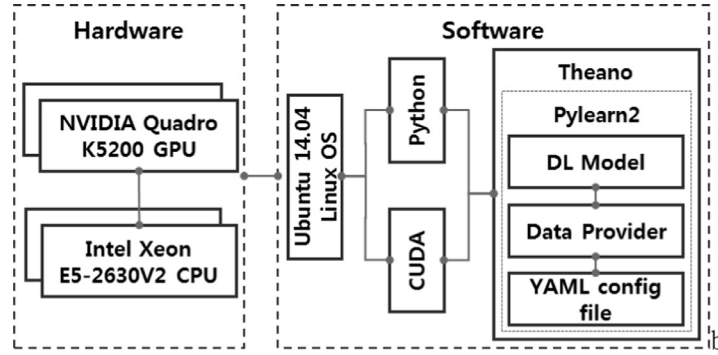 Hardware
NVIDIA Quadro
K5200 GPU
Intel Xeon
E5-2630V2 CPU
Software
Ubuntu 14.04
Linux OS
Python
CUDA
Theano
Pylearn2
DL Model
Data Provider
YAML config
file